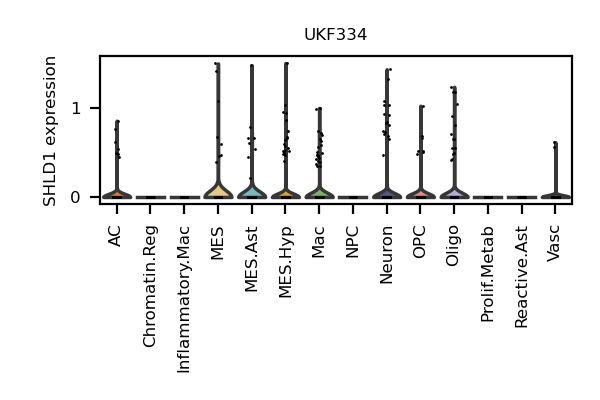 UKF334
SHLD1 expression
1
0
AC
Chromatin.Reg
Inflammatory.Mac
MES
MES.Ast
MES.Hyp
Mac
NPC
Neuron
OPC
Oligo
Prolif.Metab
Reactive.Ast
Vasc